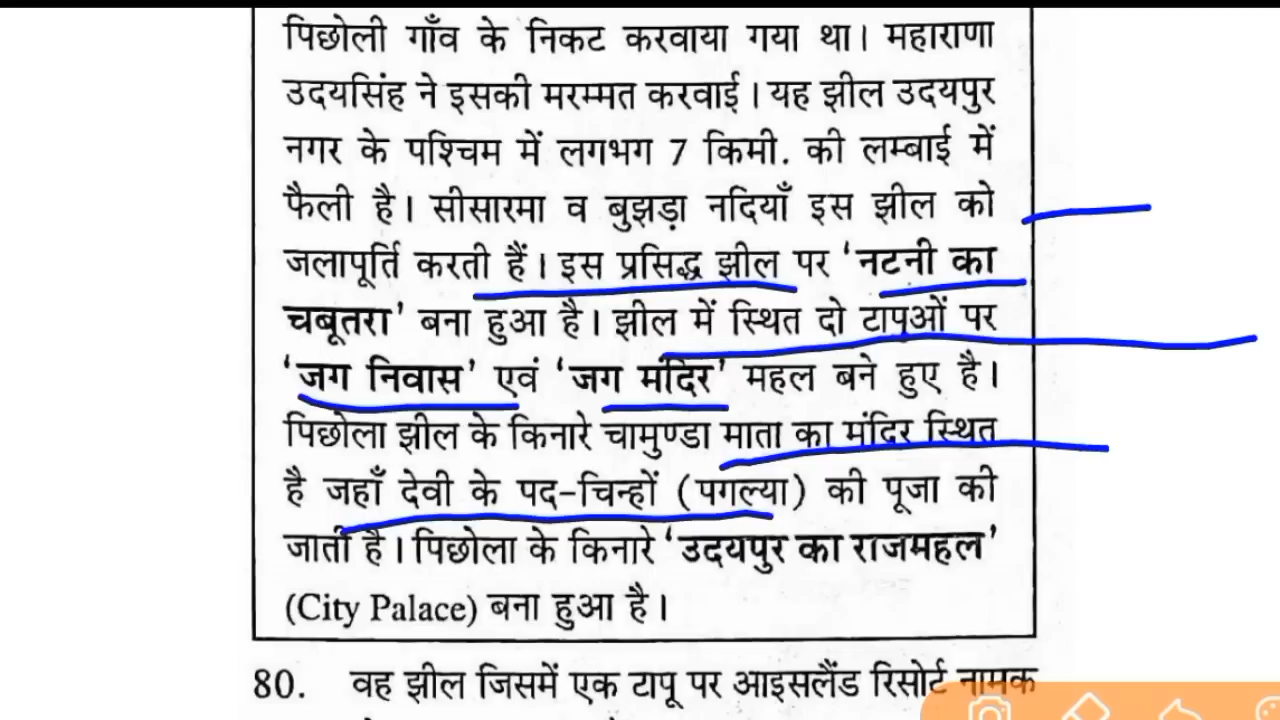 पिछोली गाँव के निकट करवाया गया था। महाराणा
उदयसिंह ने इसकी मरम्मत करवाई। यह झील उदयपुर
नगर के पश्चिम में लगभग 7 किमी. की लम्बाई में
फैली है। सीसारमा व बुझड़ा नदियाँ इस झील को
जलापूर्ति करती हैं। इस प्रसिद्ध झील पर ‘नटनी का
चबूतरा’ बना हुआ है। झील में स्थित दो टापुओं पर
‘जग निवास’ एवं ‘जग मंदिर’ महल बने हुए है।
पिछोला झील के किनारे चामुण्डा माता का मंदिर स्थित
है जहाँ देवी के पद-चिन्हों (पगल्या) की पूजा की
जाती है। पिछोला के किनारे ‘उदयपुर का राजमहल’
(City Palace) बना हुआ है।
80. वह झील जिसमें एक टापू पर आइसलैंड रिसोर्ट नामक